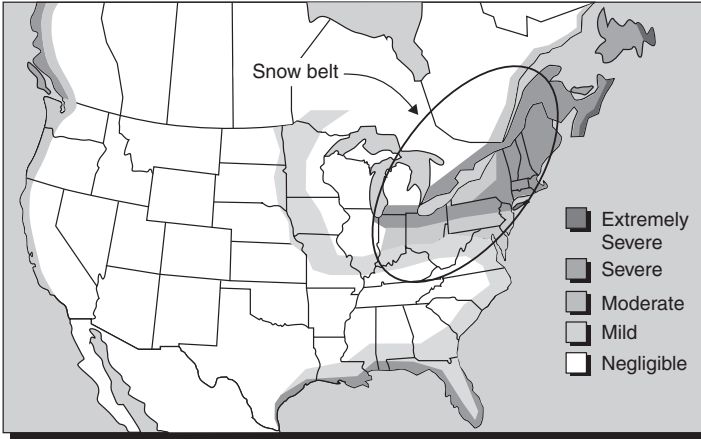 Snow belt
Extremely
Severe
Severe
Moderate
Mild
Negligible